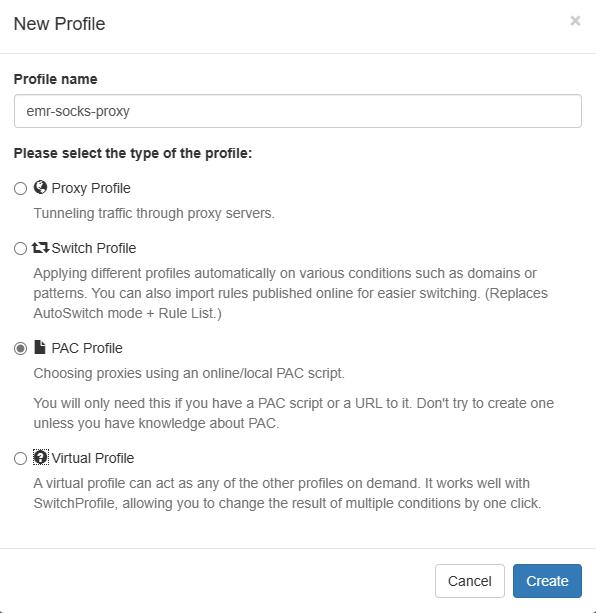 New Profile
×
Profile name
emr-socks-proxy
Please select the type of the profile:
Proxy Profile
Tunneling traffic through proxy servers.
Switch Profile
Applying different profiles automatically on various conditions such as domains or
patterns. You can also import rules published online for easier switching. (Replaces
AutoSwitch mode + Rule List.)
PAC Profile
Choosing proxies using an online/local PAC script.
You will only need this if you have a PAC script or a URL to it. Don't try to create one
unless you have knowledge about PAC.
Virtual Profile
A virtual profile can act as any of the other profiles on demand. It works well with
SwitchProfile, allowing you to change the result of multiple conditions by one click.
Cancel
Create